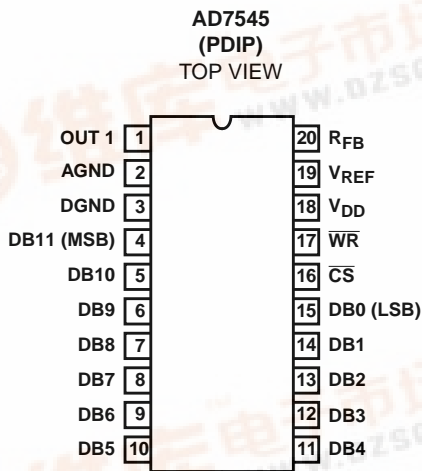 AD7545
(PDIP)
TOP VIEW
OUT 1 1 20 RFB
AGND 2 19 VREF
DGND 3 18 VDD
DB11 (MSB) 4 17 WR
DB10 5 16 CS
DB9 6 15 DB0 (LSB)
DB8 7 14 DB1
DB7 8 13 DB2
DB6 9 12 DB3
DB5 10 11 DB4